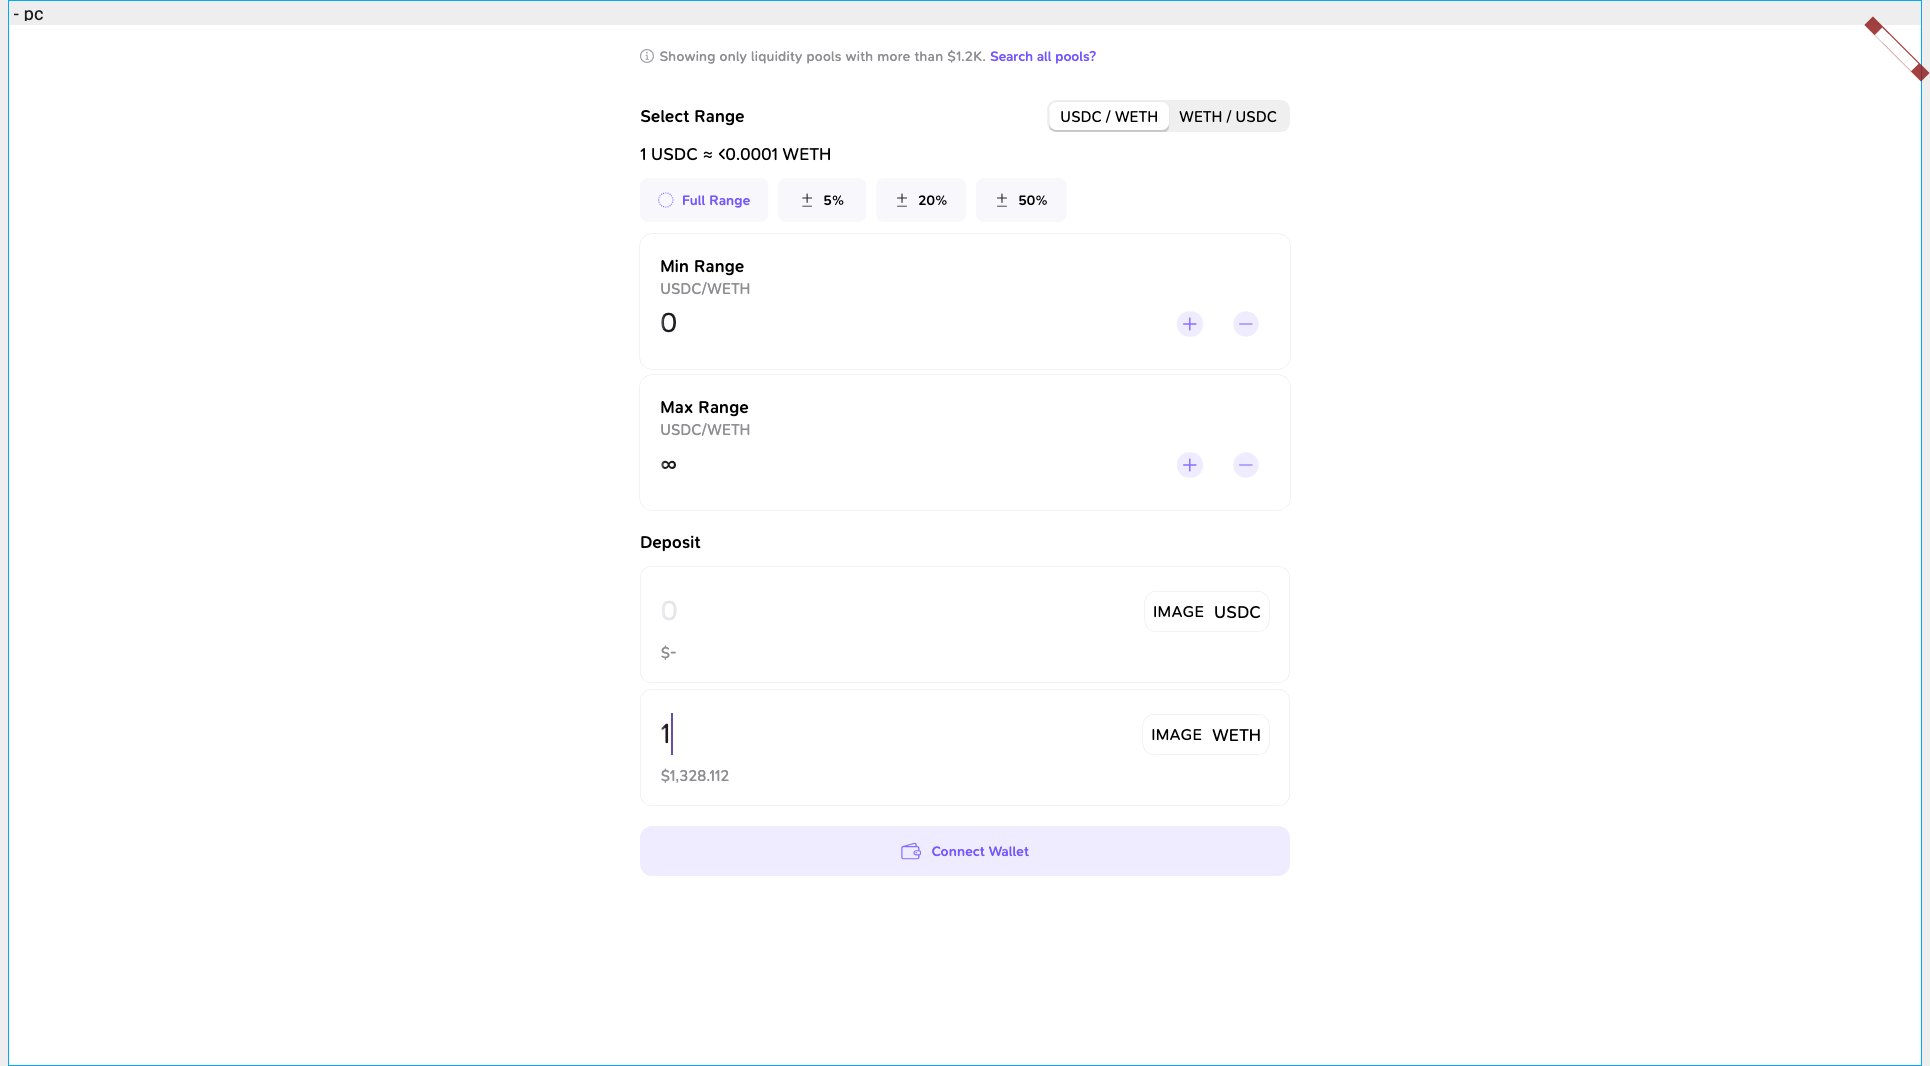 - pc
Showing only liquidity pools with more than $1.2K. Search all pools?
Select Range
USDC / WETH WETH / USDC
1 USDC ≈ <0.0001 WETH
Full Range ± 5% ± 20% ± 50%
Min Range
USDC/WETH
0
Max Range
USDC/WETH
∞
Deposit
0 IMAGE USDC
$-
1 IMAGE WETH
$1,328.112
Connect Wallet